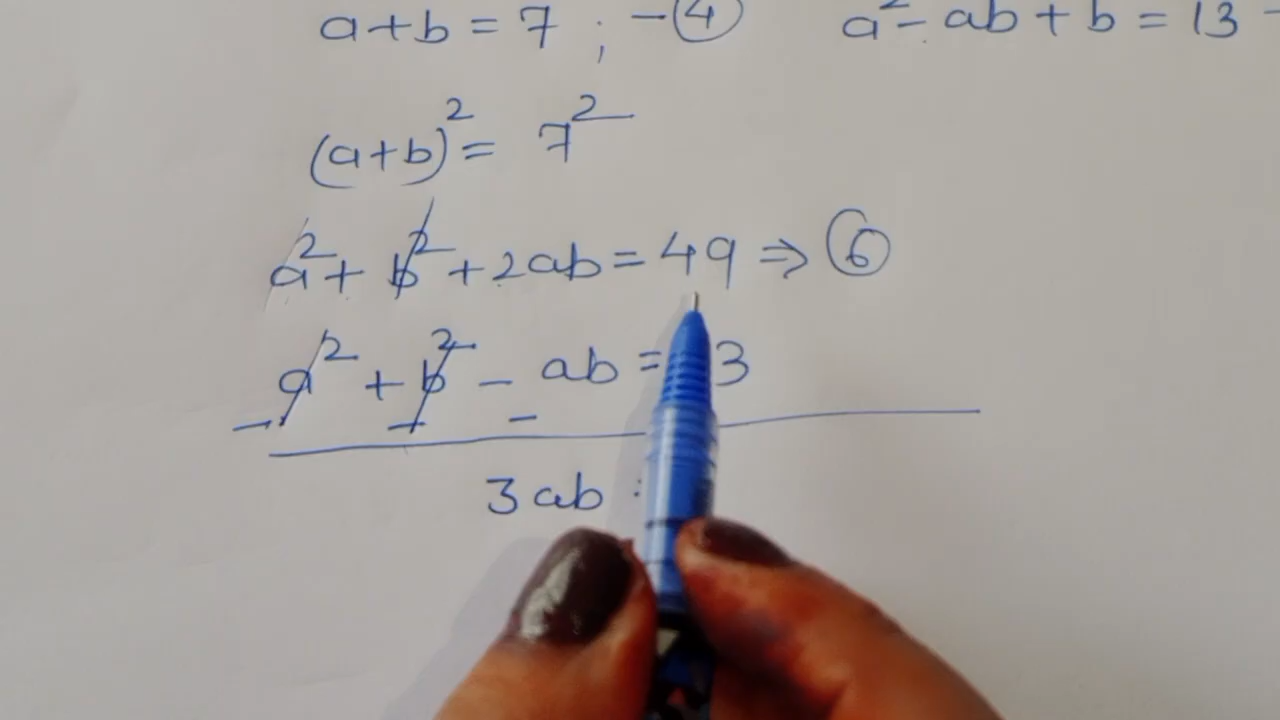 a+b = 7 ; - ④ a² - ab + b = 13 -
(a+b)² = 7²
a² + b² + 2ab = 49 ⇒ ⑥
a² + b² - ab = 3
- - -
3ab :